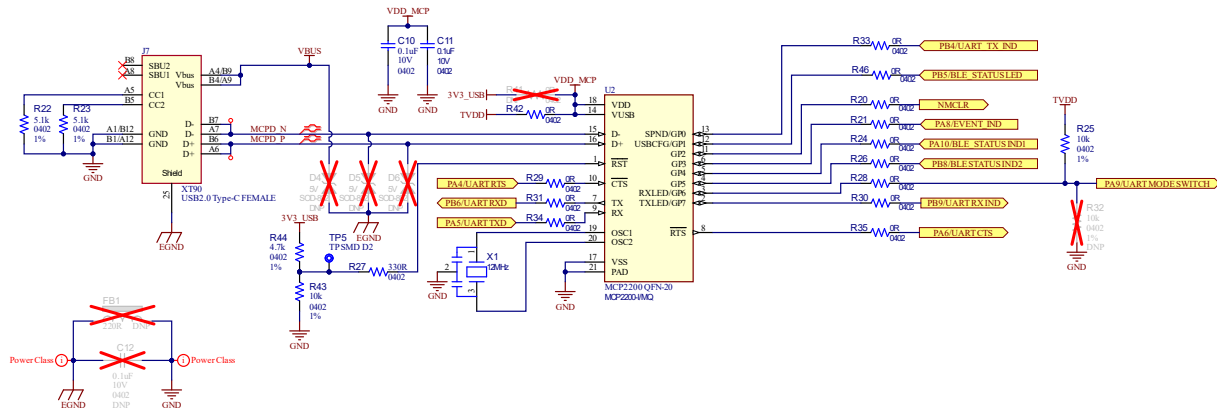 VDD_MCP
C10
0.1uF
10V
0402
C11
0.1uF
10V
0402
GND
GND
J7
B8
A8
SBU2
SBU1
Vbus
Vbus
A4/B9
B4/A9
VBUS
A5
B5
CC1
CC2
R22
5.1k
0402
1%
R23
5.1k
0402
1%
A1/B12
B1/A12
GND
GND
D-
D-
D+
D+
B7
A7
B6
A6
MCPD_N
MCPD_P
GND
Shield
25
XT90
USB2.0 Type-C FEMALE
EGND
D4
5V
DNP
D5
5V
DNP
D6
5V
DNP
EGND
3V3_USB
R44
4.7k
0402
1%
TP5
TP SMD D2
R27
330R
0402
R43
10k
0402
1%
GND
3V3_USB
TVDD
R42
0R
0402
VDD_MCP
U2
18
14
VDD
VUSB
15
16
D-
D+
1
RST
10
CTS
7
9
TX
RX
19
20
OSC1
OSC2
17
21
VSS
PAD
SPND/GP0
USBCFG/GP1
GP2
GP3
GP4
GP5
RXLED/GP6
TXLED/GP7
RTS
13
8
MCP2200 QFN-20
MCP2200-I/MQ
PA4/UART RTS
R29
0R
0402
PB6/UART RXD
R31
0R
0402
PA5/UART TXD
R34
0R
0402
X1
12MHz
1
2
3
GND
GND
R33
0R
0402
PB4/UART_TX_IND
R46
0R
0402
PB5/BLE_STATUS LED
R20
0R
0402
NMCLR
R21
0R
0402
PA8/EVENT_IND
R24
0R
0402
PA10/BLE STATUS IND1
R26
0R
0402
PB8/BLE STATUS IND2
R28
0R
0402
PA9/UART MODE SWITCH
R30
0R
0402
PB9/UART RX IND
R35
0R
0402
PA6/UART CTS
TVDD
R25
10k
0402
1%
R32
10k
0402
1%
DNP
GND
FB1
220R
DNP
Power Class
Power Class
C12
0.1uF
10V
0402
DNP
EGND
GND